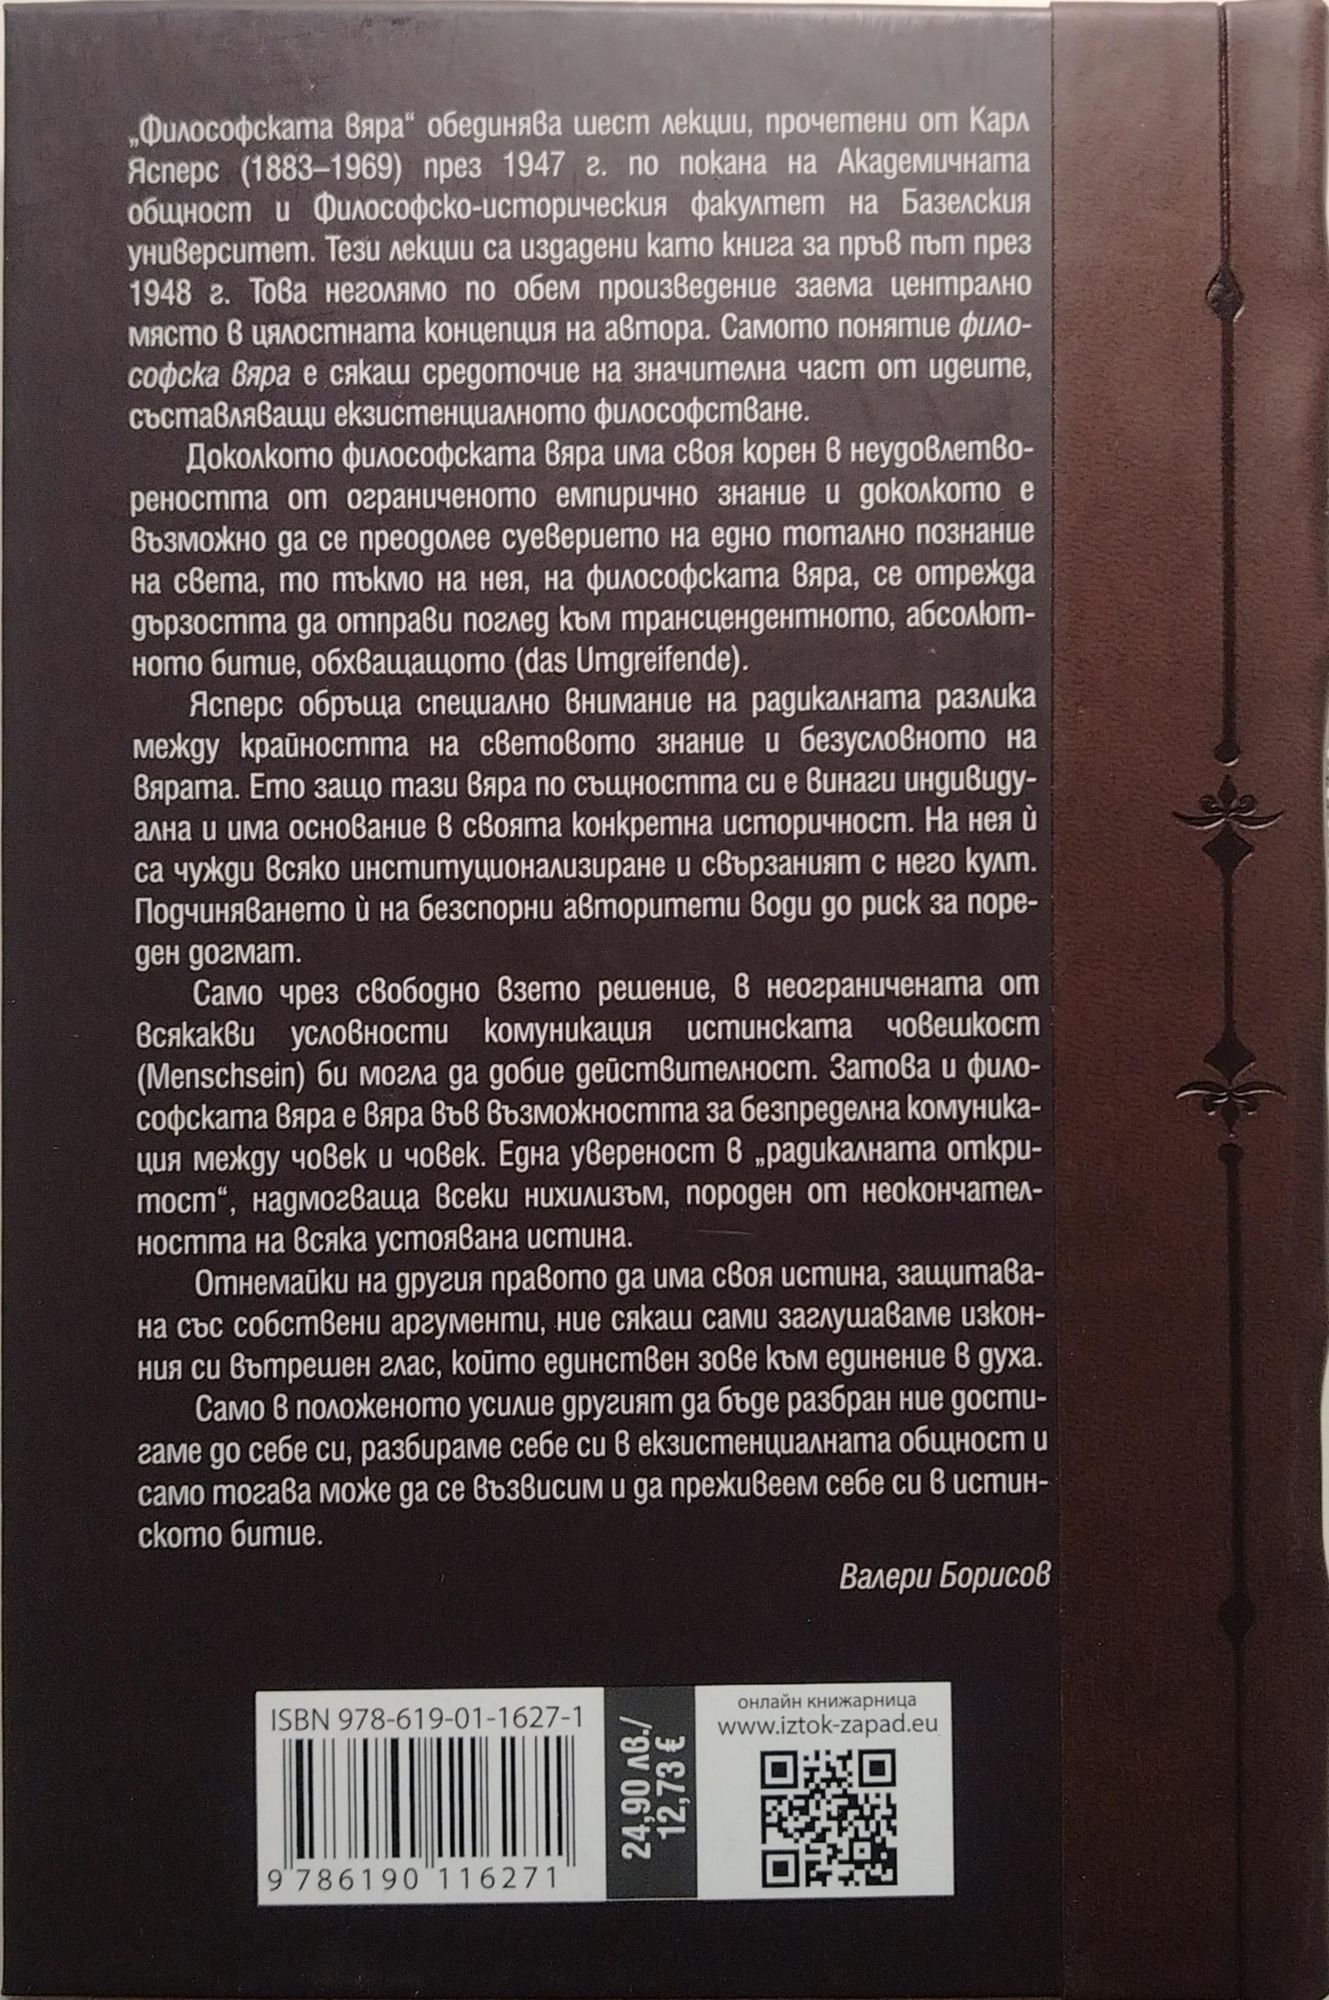 „Философската вяра“ обединява шест лекции, прочетени от Карл
Ясперс (1883–1969) през 1947 г. по покана на Академичната
общност и Философско-историческия факултет на Базелския
университет. Тези лекции са издадени като книга за пръв път през
1948 г. Това неголямо по обем произведение заема централно
място в цялостната концепция на автора. Самото понятие фило-
софска вяра е сякаш средоточие на значителна част от идеите,
съставляващи екзистенциалното философстване.
Доколкото философската вяра има своя корен в неудовлетво-
реността от ограниченото емпирично знание и доколкото е
възможно да се преодолее суеверието на едно тотално познание
на света, то тъкмо на нея, на философската вяра, се отрежда
дързостта да отправи поглед към трансцендентното, абсолют-
ното битие, обхващащото (das Umgreifende).
Ясперс обръща специално внимание на радикалната разлика
между крайността на световото знание и безусловното на
вярата. Ето защо тази вяра по същността си е винаги индивиду-
ална и има основание в своята конкретна историчност. На нея ѝ
са чужди всяко институционализиране и свързаният с него култ.
Подчиняването ѝ на безспорни авторитети води до риск за поре-
ден догмат.
Само чрез свободно взето решение, в неограничената от
всякакви условности комуникация истинската човешкост
(Menschsein) би могла да добие действителност. Затова и фило-
софската вяра е вяра във възможността за безпределна комуника-
ция между човек и човек. Една увереност в „радикалната откри-
тост“, надмогваща всеки нихилизъм, породен от неокончател-
ността на всяка устоявана истина.
Отнемайки на другия правото да има своя истина, защитава-
на със собствени аргументи, ние сякаш сами заглушаваме изкон-
ния си вътрешен глас, който единствен зове към единение в духа.
Само в положеното усилие другият да бъде разбран ние дости-
гаме до себе си, разбираме себе си в екзистенциалната общност и
само тогава може да се възвисим и да преживеем себе си в истин-
ското битие.
Валери Борисов
ISBN 978-619-01-1627-1
9 786190 116271
24,90 лв./
12,73 €
онлайн книжарница
www.iztok-zapad.eu